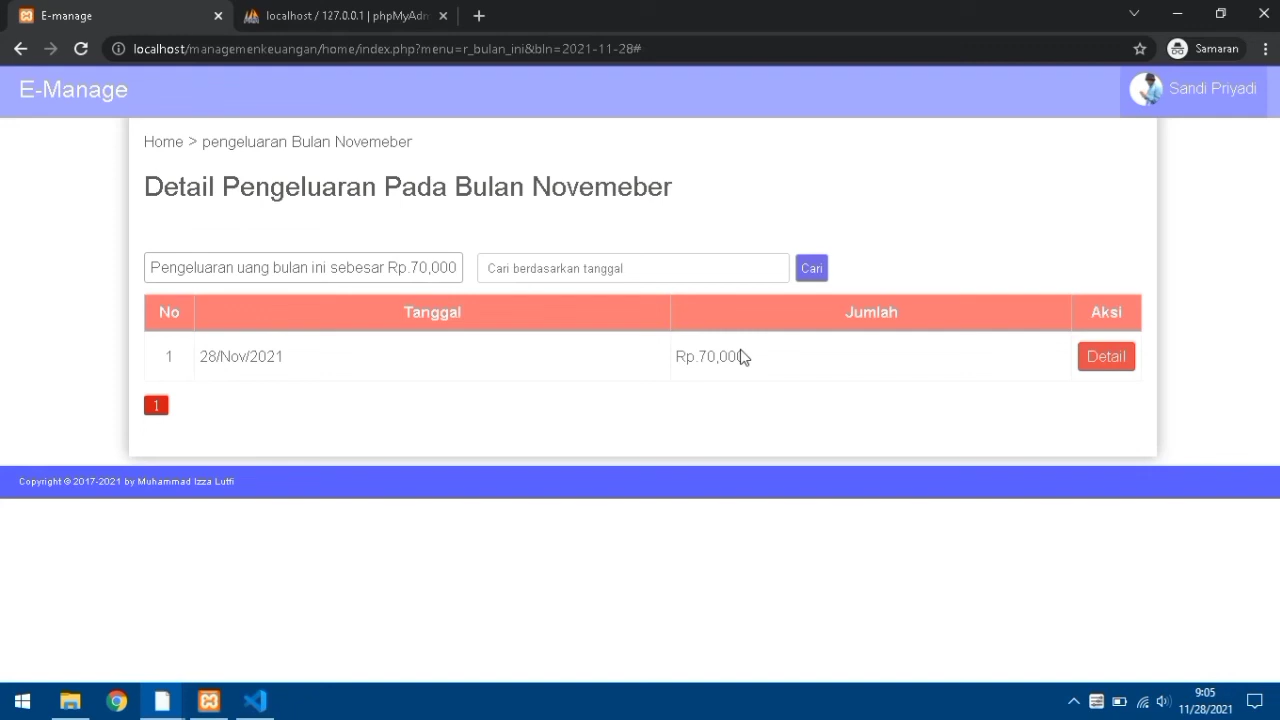 E-manage
localhost / 127.0.0.1 | phpMyAdm
localhost/managemenkeuangan/home/index.php?menu=r_bulan_ini&bln=2021-11-28#
Samaran
E-Manage
Sandi Priyadi
Home > pengeluaran Bulan Novemeber
Detail Pengeluaran Pada Bulan Novemeber
Pengeluaran uang bulan ini sebesar Rp.70,000
Cari berdasarkan tanggal
Cari
No Tanggal Jumlah Aksi
1 28/Nov/2021 Rp.70,000 Detail
1
Copyright © 2017-2021 by Muhammad Izza Lutfi
9:05
11/28/2021